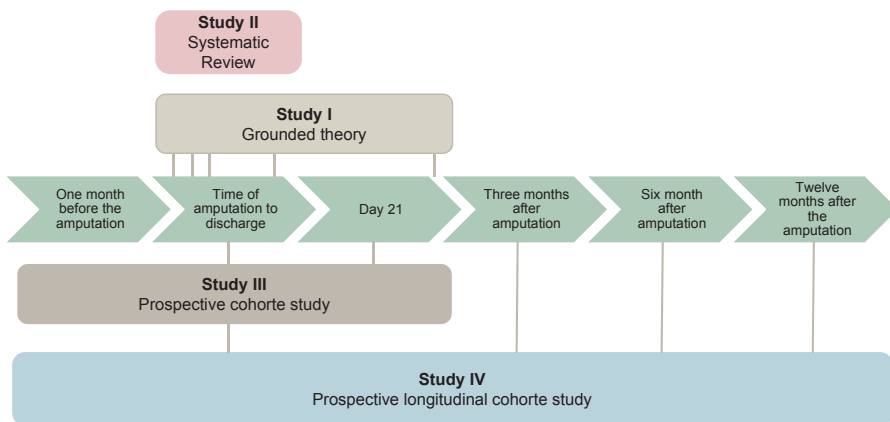 Study II
Systematic
Review
Study I
Grounded theory
One month
before the
amputation
Time of
amputation to
discharge
Day 21
Three months
after
amputation
Six month
after
amputation
Twelve
months after
the
amputation
Study III
Prospective cohorte study
Study IV
Prospective longitudinal cohorte study